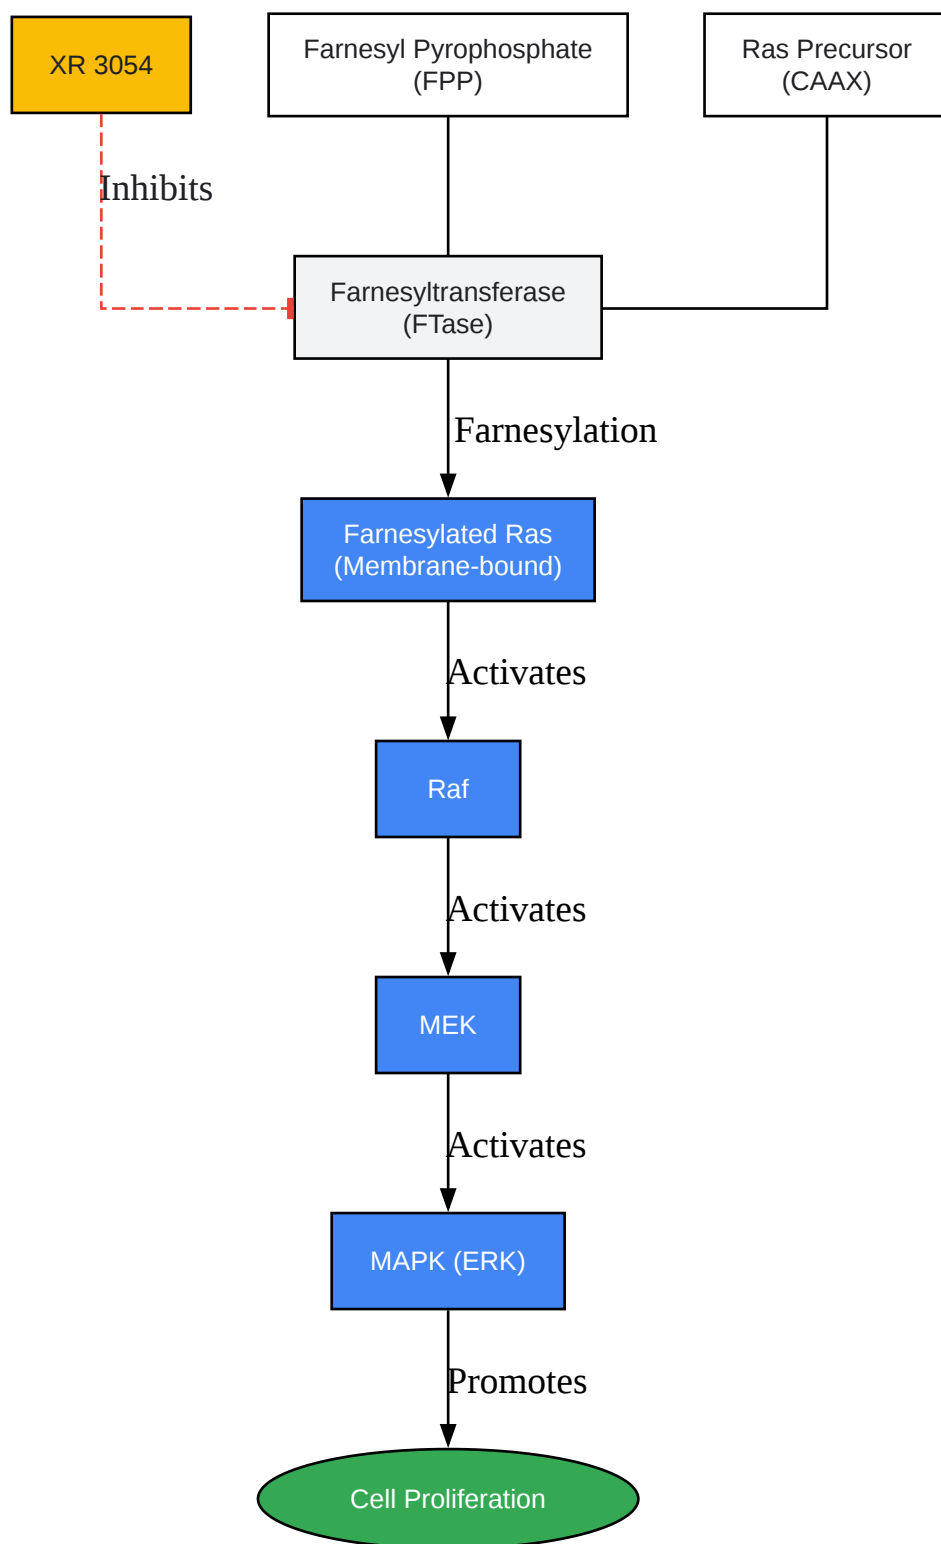 XR 3054
Farnesyl Pyrophosphate
(FPP)
Ras Precursor
(CAAX)
Inhibits
Farnesyltransferase
(FTase)
Farnesylation
Farnesylated Ras
(Membrane-bound)
Activates
Raf
Activates
MEK
Activates
MAPK (ERK)
Promotes
Cell Proliferation